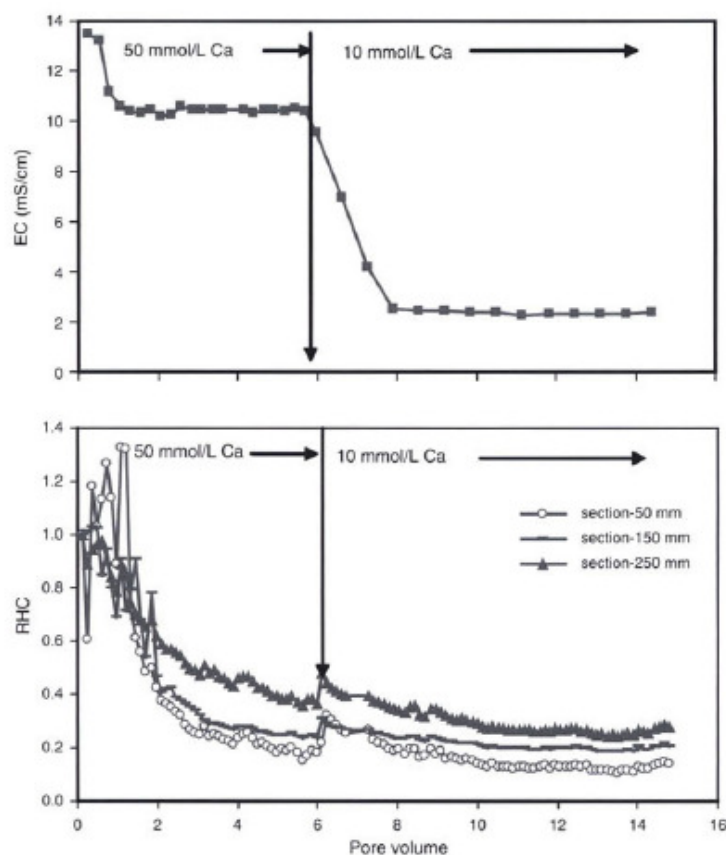 14
12
10
8
6
4
2
0
EC (mS/cm)
50 mmol/L Ca
10 mmol/L Ca
1.4
1.2
1.0
0.8
0.6
0.4
0.2
0.0
RHC
50 mmol/L Ca
10 mmol/L Ca
section-50 mm
section-150 mm
section-250 mm
0 2 4 6 8 10 12 14 16
Pore volume